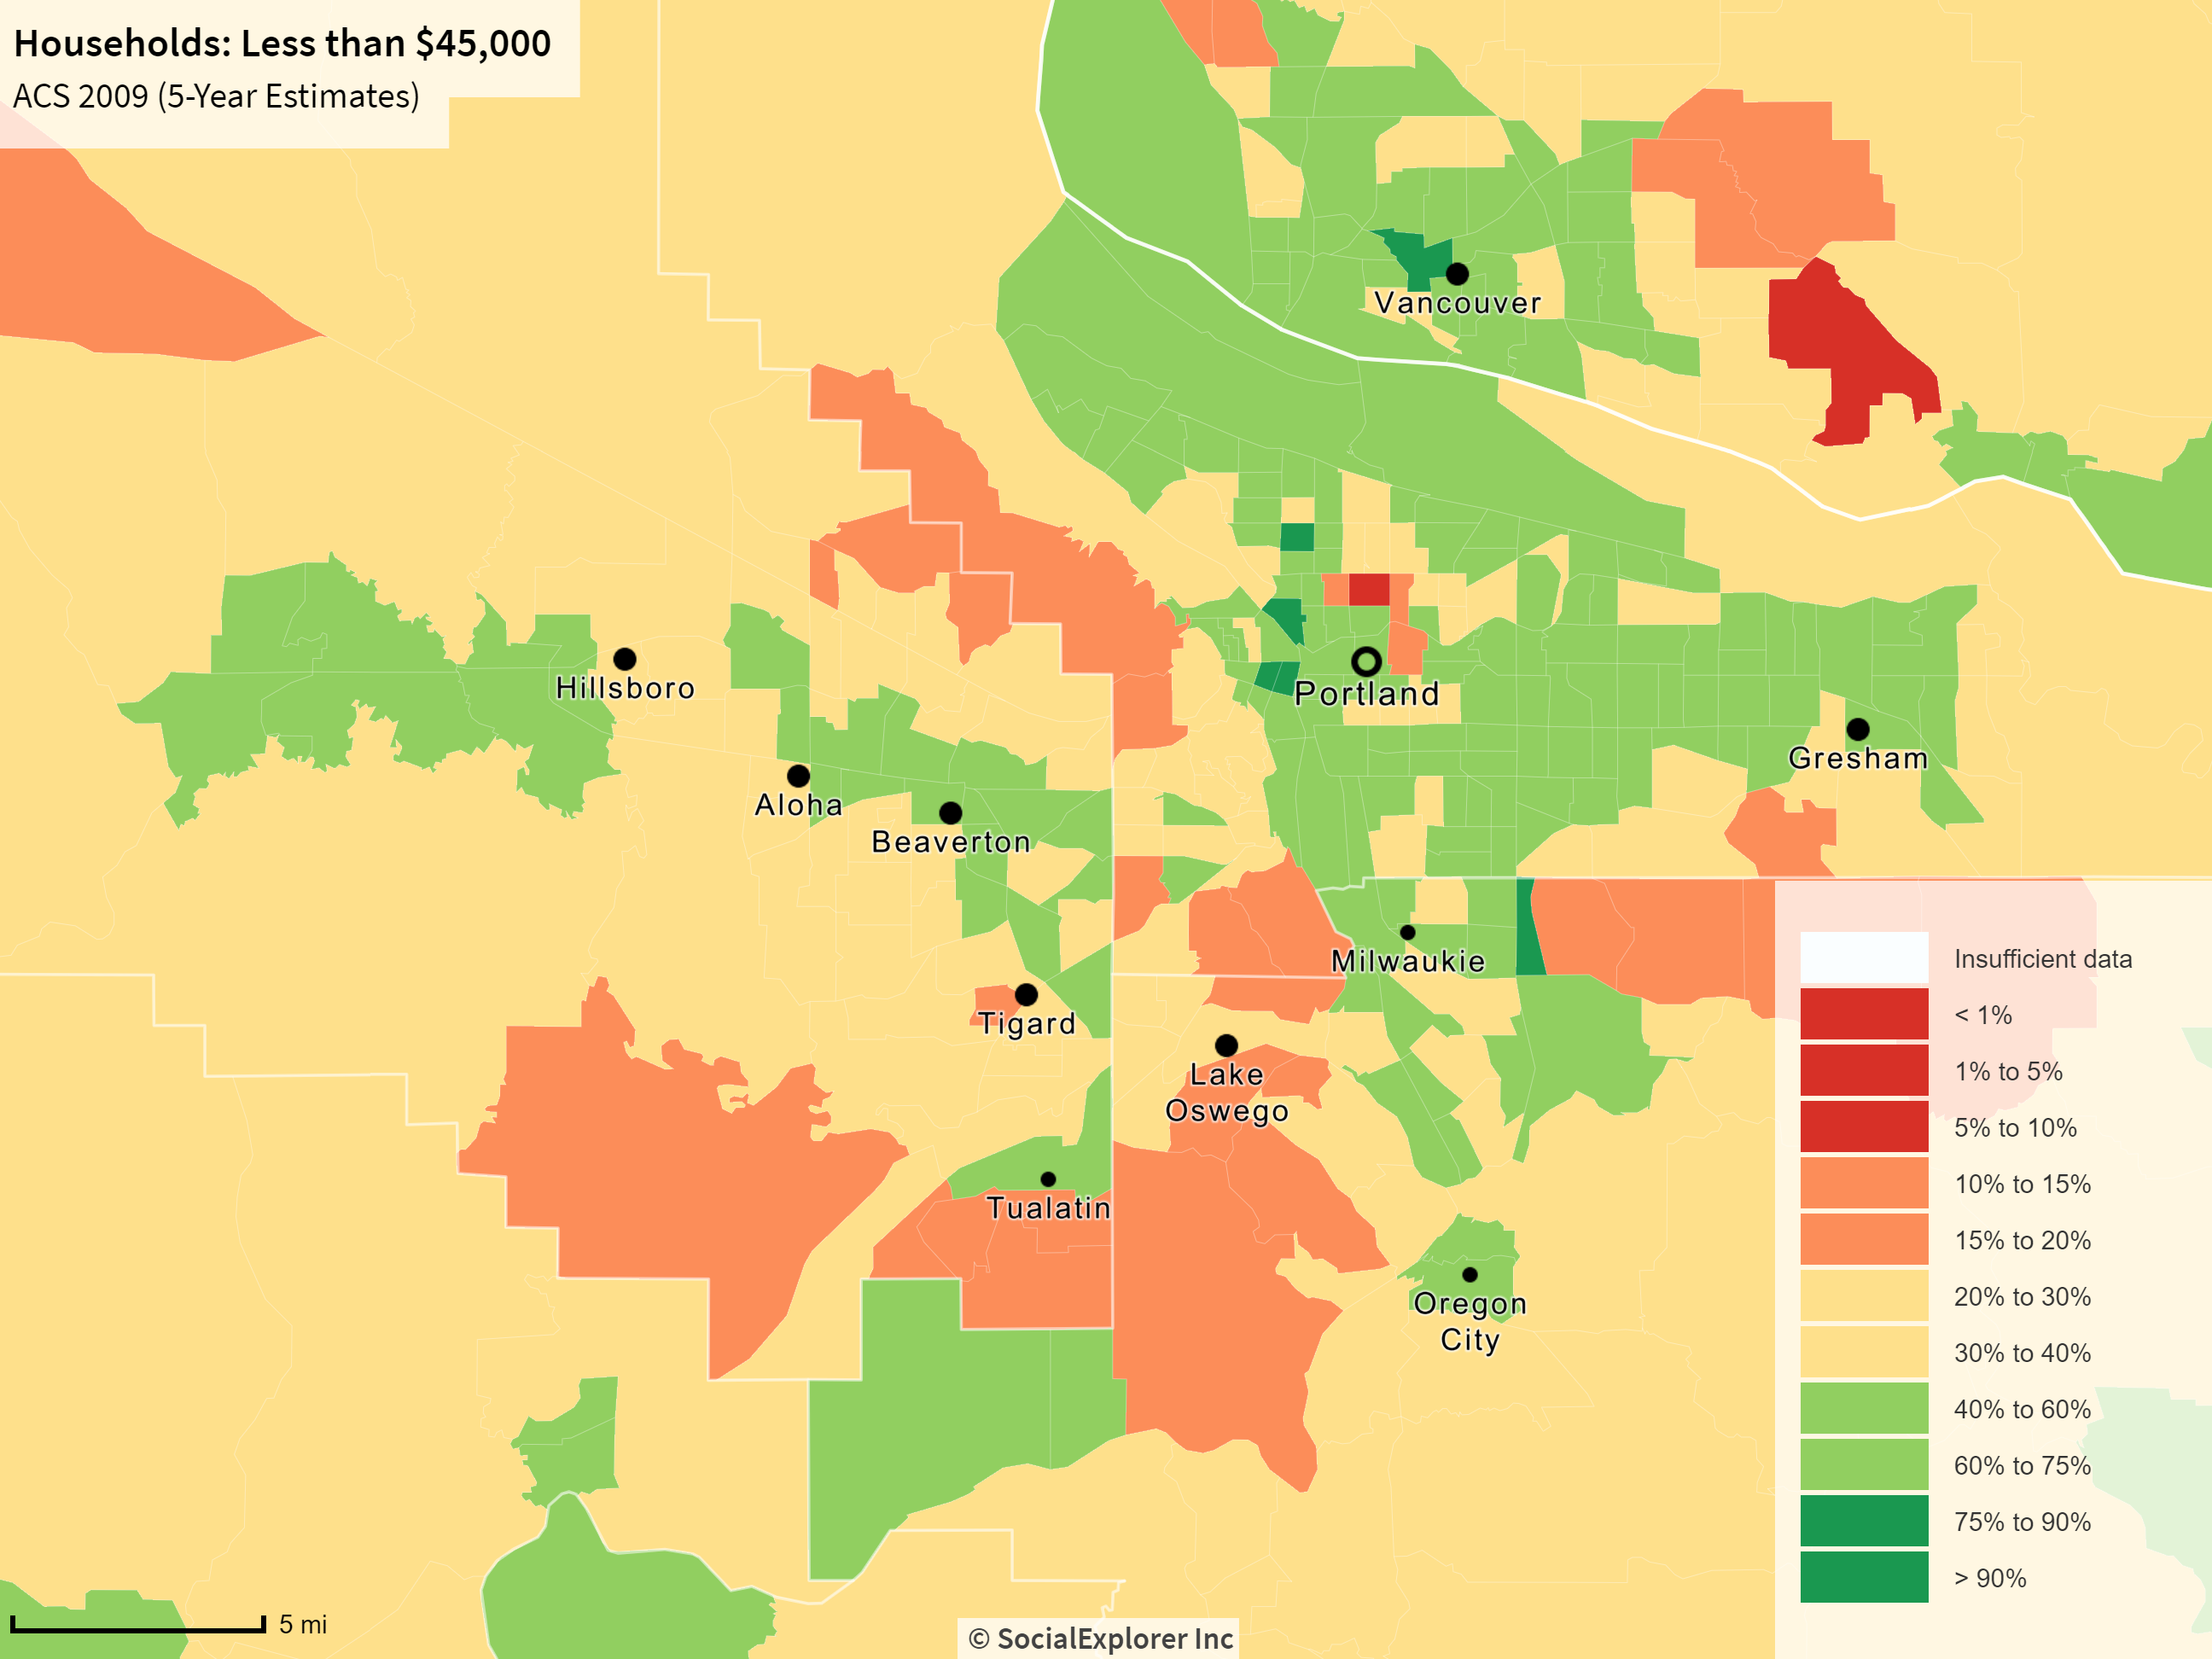 Households: Less than $45,000
ACS 2009 (5-Year Estimates)
Vancouver
Hillsboro
Portland
Gresham
Aloha
Beaverton
Milwaukie
Tigard
Lake
Oswego
Tualatin
Oregon
City
Insufficient data
< 1%
1% to 5%
5% to 10%
10% to 15%
15% to 20%
20% to 30%
30% to 40%
40% to 60%
60% to 75%
75% to 90%
> 90%
5 mi
© SocialExplorer Inc